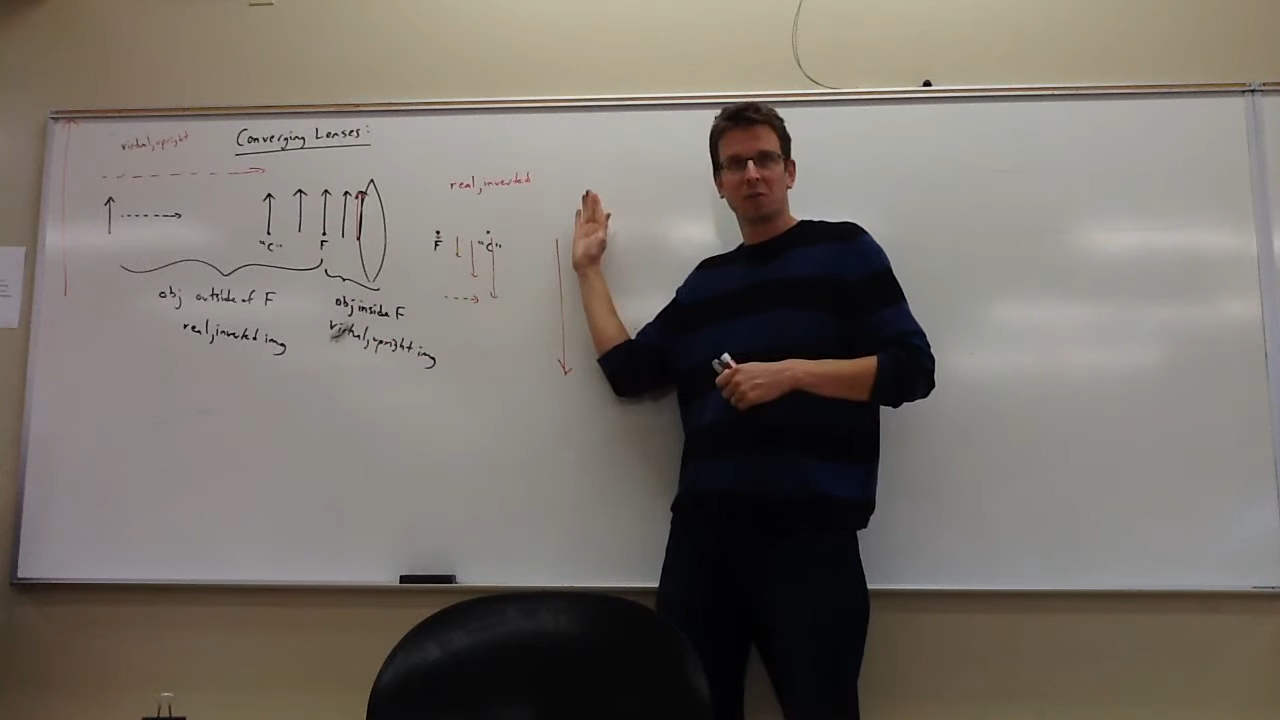 Converging Lenses:
virtual, upright
real, inverted
"C"
F
F
"C"
obj outside of F
obj inside F
real, inverted img
virtual, upright img